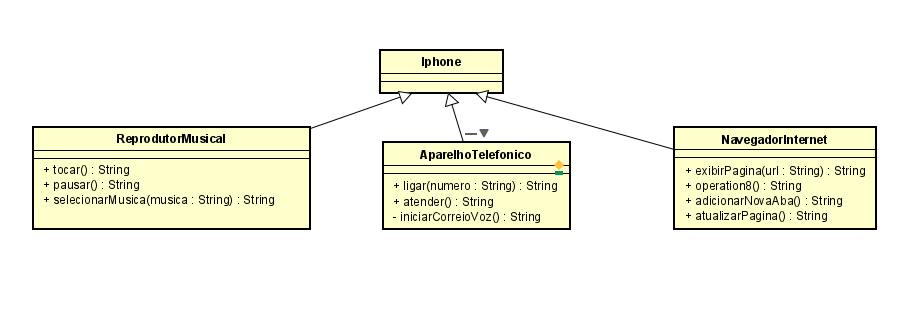 Iphone
ReprodutorMusical
+ tocar() : String
+ pausar() : String
+ selecionarMusica(musica : String) : String
AparelhoTelefonico
+ ligar(numero : String) : String
+ atender() : String
- iniciarCorreioVoz() : String
NavegadorInternet
+ exibirPagina(url : String) : String
+ operation8() : String
+ adicionarNovaAba() : String
+ atualizarPagina() : String